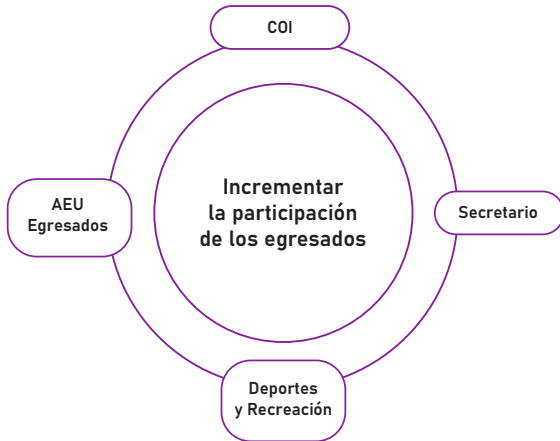 COI
Incrementar
la participación
de los egresados
AEU
Egresados
Secretario
Deportes
y Recreación